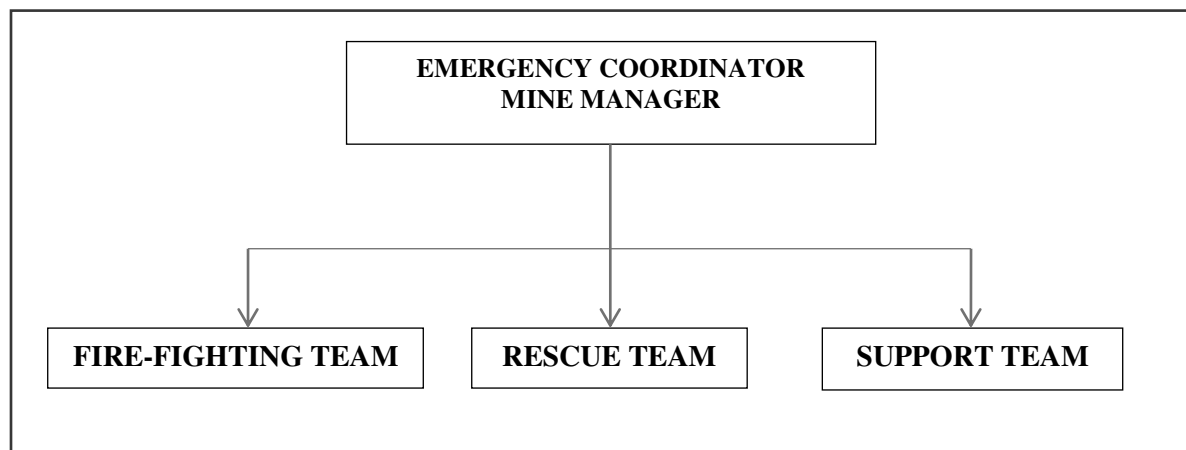 EMERGENCY COORDINATOR
MINE MANAGER
FIRE-FIGHTING TEAM
RESCUE TEAM
SUPPORT TEAM